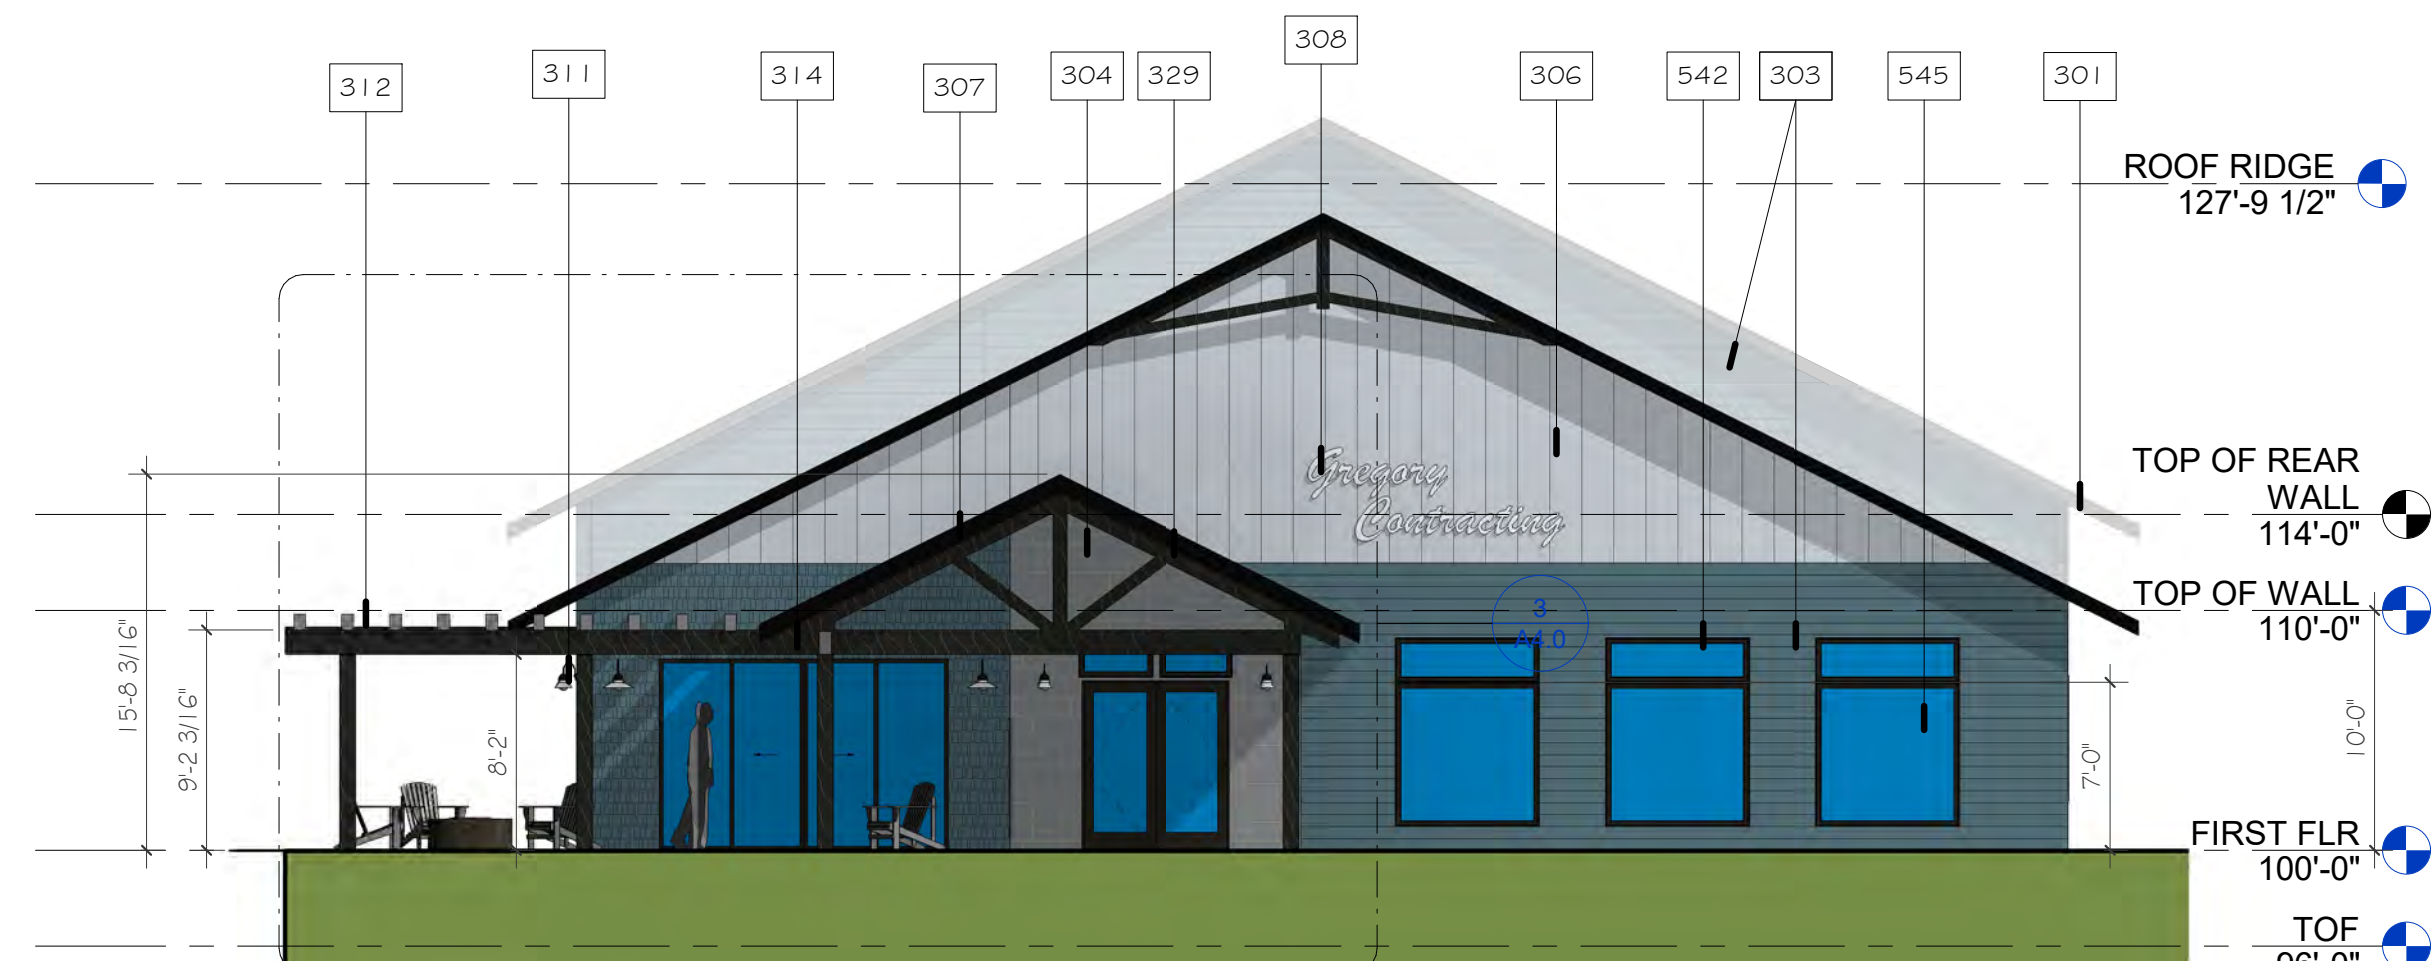 308
312
311
314
307
304
329
306
542
303
545
301
ROOF RIDGE
127'-9 1/2"
Gregory
Contracting
TOP OF REAR
WALL
114'-0"
TOP OF WALL
110'-0"
3
A4.0
15'-8 3/16"
9'-2 3/16"
8'-2"
7'-0"
10'-0"
FIRST FLR
100'-0"
TOF
96'-0"